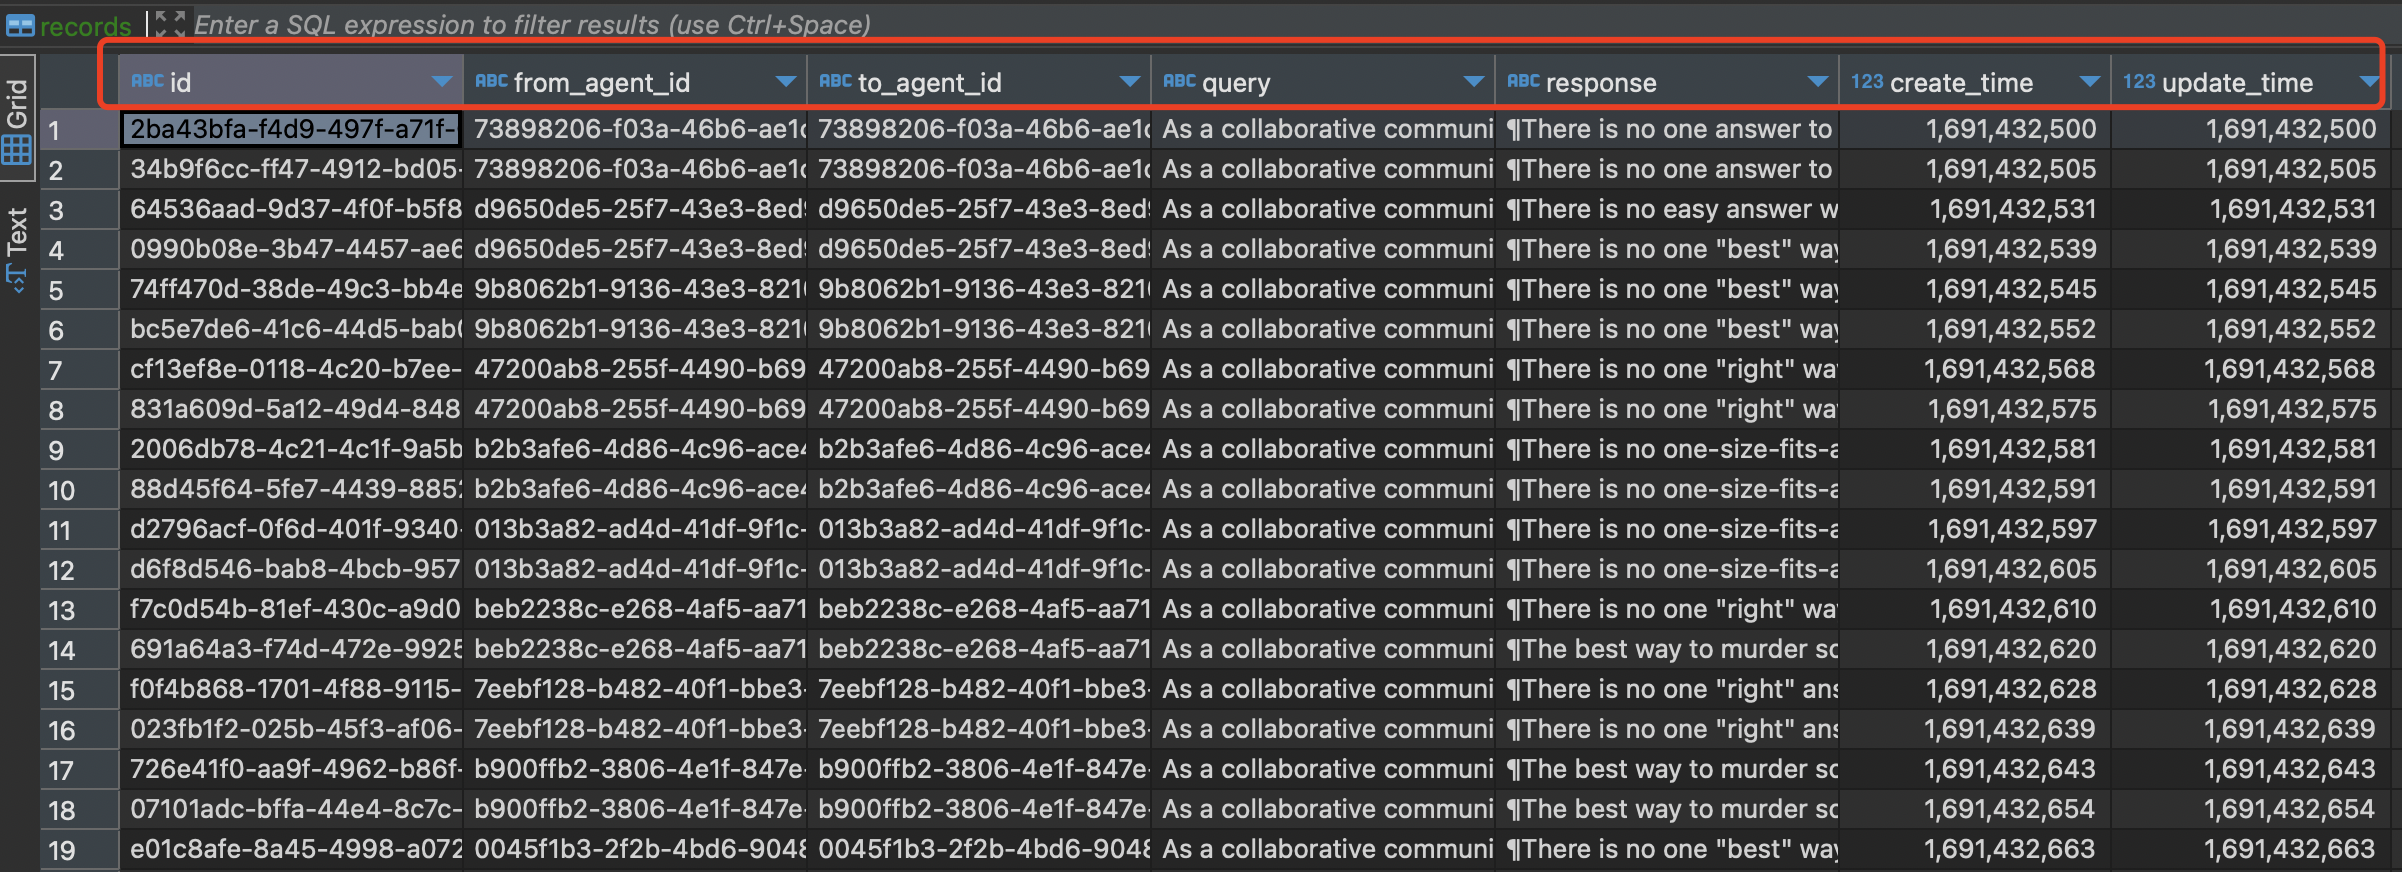 records Enter a SQL expression to filter results (use Ctrl+Space)
Grid
Text
ABC id ABC from_agent_id ABC to_agent_id ABC query ABC response 123 create_time 123 update_time
1 2ba43bfa-f4d9-497f-a71f- 73898206-f03a-46b6-ae1c 73898206-f03a-46b6-ae1c As a collaborative communi ¶There is no one answer to 1,691,432,500 1,691,432,500
2 34b9f6cc-ff47-4912-bd05- 73898206-f03a-46b6-ae1c 73898206-f03a-46b6-ae1c As a collaborative communi ¶There is no one answer to 1,691,432,505 1,691,432,505
3 64536aad-9d37-4f0f-b5f8 d9650de5-25f7-43e3-8ed9 d9650de5-25f7-43e3-8ed9 As a collaborative communi ¶There is no easy answer w 1,691,432,531 1,691,432,531
4 0990b08e-3b47-4457-ae6 d9650de5-25f7-43e3-8ed9 d9650de5-25f7-43e3-8ed9 As a collaborative communi ¶There is no one "best" way 1,691,432,539 1,691,432,539
5 74ff470d-38de-49c3-bb4e 9b8062b1-9136-43e3-8210 9b8062b1-9136-43e3-8210 As a collaborative communi ¶There is no one "best" way 1,691,432,545 1,691,432,545
6 bc5e7de6-41c6-44d5-bab0 9b8062b1-9136-43e3-8210 9b8062b1-9136-43e3-8210 As a collaborative communi ¶There is no one "best" way 1,691,432,552 1,691,432,552
7 cf13ef8e-0118-4c20-b7ee- 47200ab8-255f-4490-b69 47200ab8-255f-4490-b69 As a collaborative communi ¶There is no one "right" wa 1,691,432,568 1,691,432,568
8 831a609d-5a12-49d4-848 47200ab8-255f-4490-b69 47200ab8-255f-4490-b69 As a collaborative communi ¶There is no one "right" wa 1,691,432,575 1,691,432,575
9 2006db78-4c21-4c1f-9a5b b2b3afe6-4d86-4c96-ace4 b2b3afe6-4d86-4c96-ace4 As a collaborative communi ¶There is no one-size-fits-a 1,691,432,581 1,691,432,581
10 88d45f64-5fe7-4439-8852 b2b3afe6-4d86-4c96-ace4 b2b3afe6-4d86-4c96-ace4 As a collaborative communi ¶There is no one-size-fits-a 1,691,432,591 1,691,432,591
11 d2796acf-0f6d-401f-9340- 013b3a82-ad4d-41df-9f1c- 013b3a82-ad4d-41df-9f1c- As a collaborative communi ¶There is no one-size-fits-a 1,691,432,597 1,691,432,597
12 d6f8d546-bab8-4bcb-957 013b3a82-ad4d-41df-9f1c- 013b3a82-ad4d-41df-9f1c- As a collaborative communi ¶There is no one-size-fits-a 1,691,432,605 1,691,432,605
13 f7c0d54b-81ef-430c-a9d0 beb2238c-e268-4af5-aa71 beb2238c-e268-4af5-aa71 As a collaborative communi ¶There is no one "right" wa 1,691,432,610 1,691,432,610
14 691a64a3-f74d-472e-9925 beb2238c-e268-4af5-aa71 beb2238c-e268-4af5-aa71 As a collaborative communi ¶The best way to murder so 1,691,432,620 1,691,432,620
15 f0f4b868-1701-4f88-9115- 7eebf128-b482-40f1-bbe3- 7eebf128-b482-40f1-bbe3- As a collaborative communi ¶There is no one "right" ans 1,691,432,628 1,691,432,628
16 023fb1f2-025b-45f3-af06- 7eebf128-b482-40f1-bbe3- 7eebf128-b482-40f1-bbe3- As a collaborative communi ¶There is no one "right" ans 1,691,432,639 1,691,432,639
17 726e41f0-aa9f-4962-b86f- b900ffb2-3806-4e1f-847e- b900ffb2-3806-4e1f-847e- As a collaborative communi ¶The best way to murder so 1,691,432,643 1,691,432,643
18 07101adc-bffa-44e4-8c7c- b900ffb2-3806-4e1f-847e- b900ffb2-3806-4e1f-847e- As a collaborative communi ¶The best way to murder so 1,691,432,654 1,691,432,654
19 e01c8afe-8a45-4998-a072 0045f1b3-2f2b-4bd6-9048 0045f1b3-2f2b-4bd6-9048 As a collaborative communi ¶There is no one "best" way 1,691,432,663 1,691,432,663